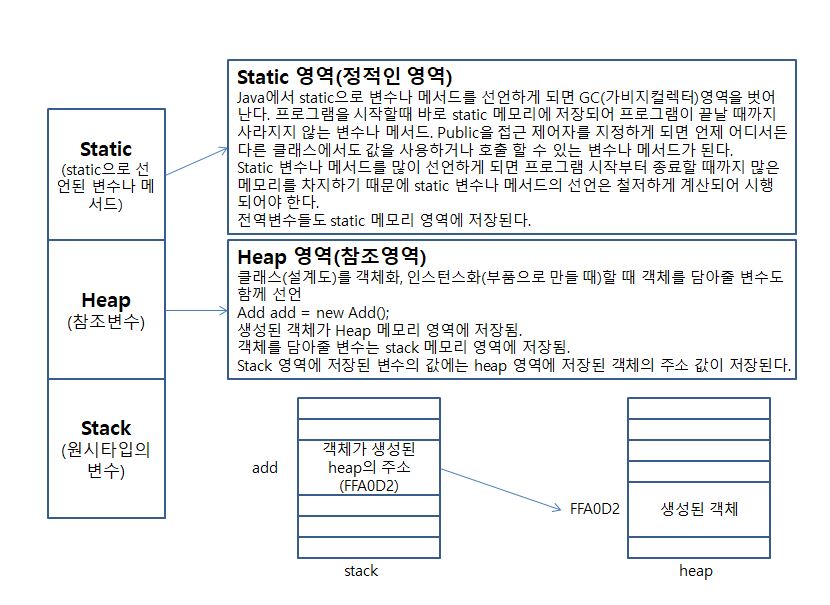 Static
(static으로 선
언된 변수나 메
서드)
Heap
(참조변수)
Stack
(원시타입의
변수)
Static 영역(정적인 영역)
Java에서 static으로 변수나 메서드를 선언하게 되면 GC(가비지컬렉터)영역을 벗어
난다. 프로그램을 시작할때 바로 static 메모리에 저장되어 프로그램이 끝날 때까지
사라지지 않는 변수나 메서드. Public을 접근 제어자를 지정하게 되면 언제 어디서든
다른 클래스에서도 값을 사용하거나 호출 할 수 있는 변수나 메서드가 된다.
Static 변수나 메서드를 많이 선언하게 되면 프로그램 시작부터 종료할 때까지 많은
메모리를 차지하기 때문에 static 변수나 메서드의 선언은 철저하게 계산되어 시행
되어야 한다.
전역변수들도 static 메모리 영역에 저장된다.
Heap 영역(참조영역)
클래스(설계도)를 객체화, 인스턴스화(부품으로 만들 때)할 때 객체를 담아줄 변수도
함께 선언
Add add = new Add();
생성된 객체가 Heap 메모리 영역에 저장됨.
객체를 담아줄 변수는 stack 메모리 영역에 저장됨.
Stack 영역에 저장된 변수의 값에는 heap 영역에 저장된 객체의 주소 값이 저장된다.
add
객체가 생성된
heap의 주소
(FFA0D2)
stack
FFA0D2
생성된 객체
heap